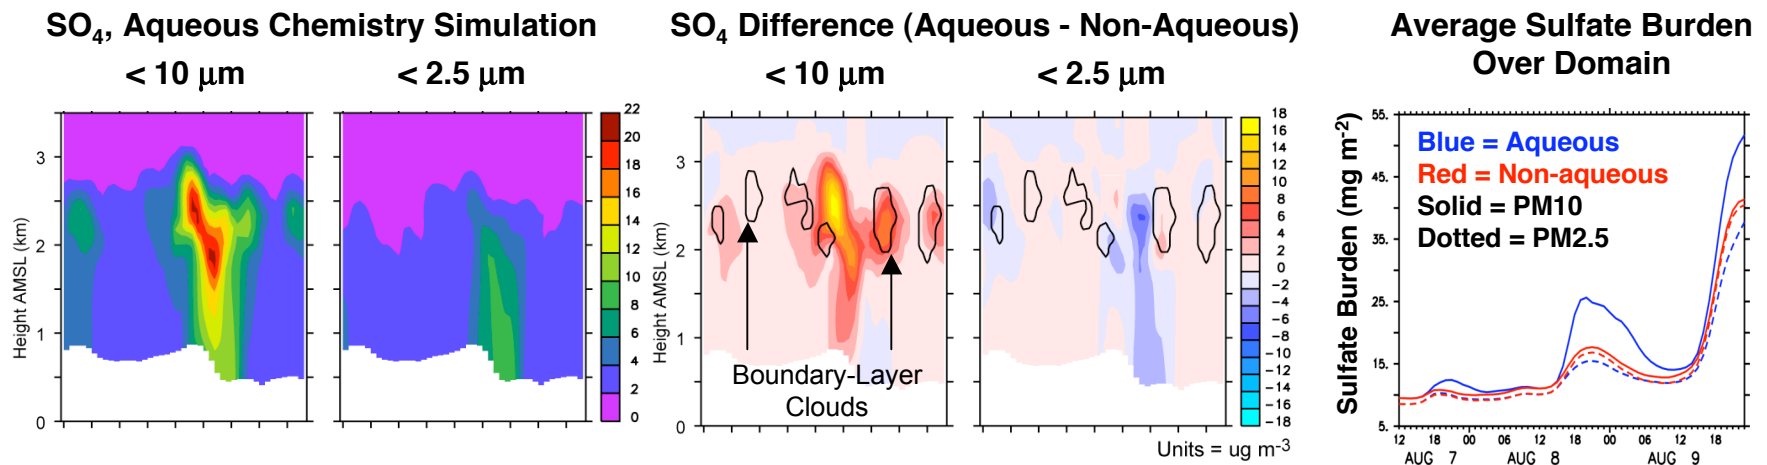 SO4, Aqueous Chemistry Simulation
< 10 μm
< 2.5 μm
Height AMSL (km)
3
2
1
0
22
20
18
16
14
12
10
8
6
4
2
0
SO4 Difference (Aqueous - Non-Aqueous)
< 10 μm
< 2.5 μm
Height AMSL (km)
3
2
1
0
Boundary-Layer
Clouds
18
16
14
12
10
8
6
4
2
0
-2
-4
-6
-8
-10
-12
-14
-16
-18
Units = ug m-3
Average Sulfate Burden
Over Domain
Sulfate Burden (mg m-2)
55.
45.
35.
25.
15.
5.
Blue = Aqueous
Red = Non-aqueous
Solid = PM10
Dotted = PM2.5
12 18 00 06 12 18 00 06 12 18
AUG 7 AUG 8 AUG 9